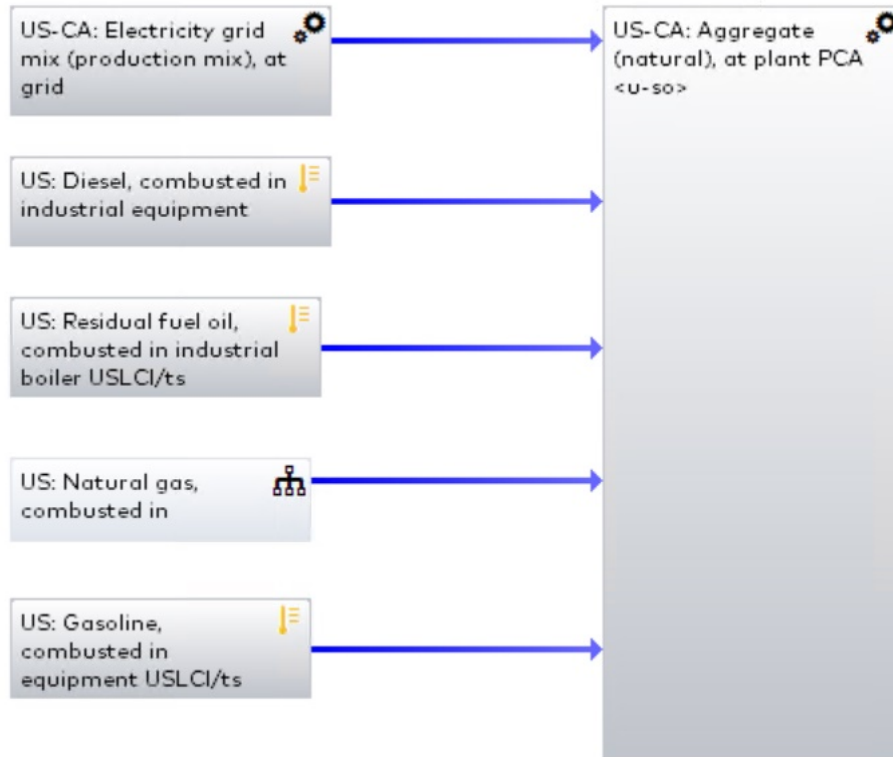 US-CA: Electricity grid
mix (production mix), at
grid
US-CA: Aggregate
(natural), at plant PCA
<u-so>
US: Diesel, combusted in
industrial equipment
US: Residual fuel oil,
combusted in industrial
boiler USLCI/ts
US: Natural gas,
combusted in
US: Gasoline,
combusted in
equipment USLCI/ts